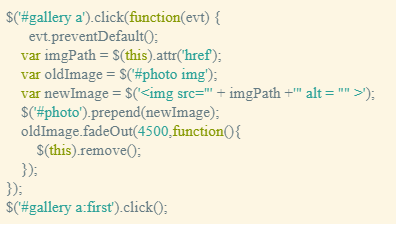 $('#gallery a').click(function(evt) {
evt.preventDefault();
var imgPath = $(this).attr('href');
var oldImage = $('#photo img');
var newImage = $('<img src="' + imgPath +'" alt = "" >');
$('#photo').prepend(newImage);
oldImage.fadeOut(4500,function(){
$(this).remove();
});
});
$('#gallery a:first').click();